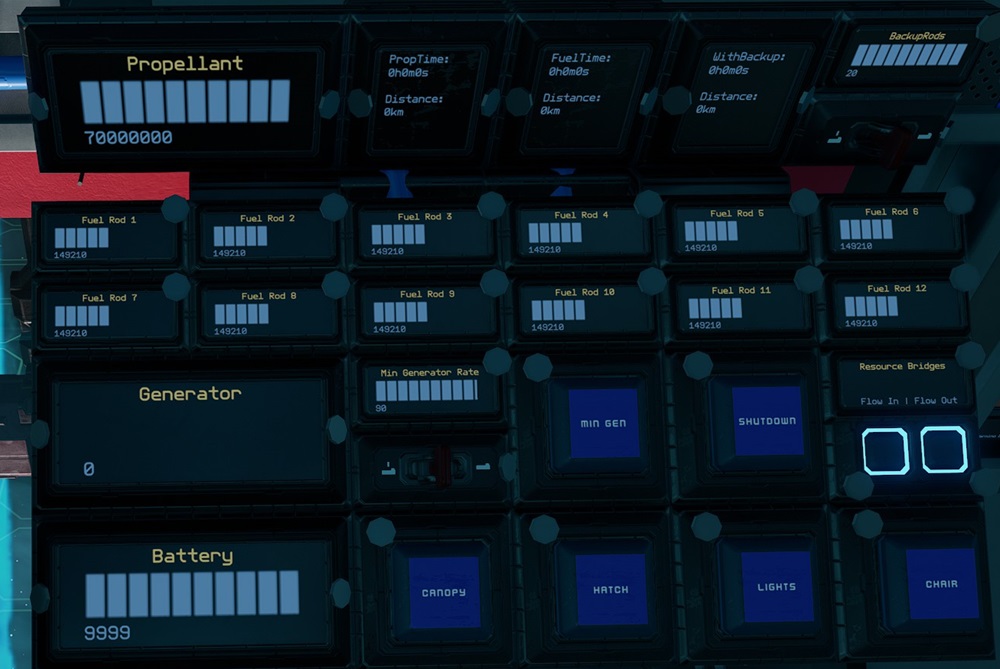 Propellant
70000000
PropTime:
0h0m0s
Distance:
0km
FuelTime:
0h0m0s
Distance:
0km
WithBackup:
0h0m0s
Distance:
0km
BackupRods
20
Fuel Rod 1
149210
Fuel Rod 2
149210
Fuel Rod 3
149210
Fuel Rod 4
149210
Fuel Rod 5
149210
Fuel Rod 6
149210
Fuel Rod 7
149210
Fuel Rod 8
149210
Fuel Rod 9
149210
Fuel Rod 10
149210
Fuel Rod 11
149210
Fuel Rod 12
149210
Generator
0
Min Generator Rate
90
MIN GEN
SHUTDOWN
Resource Bridges
Flow In | Flow Out
Battery
9999
CANOPY
HATCH
LIGHTS
CHAIR